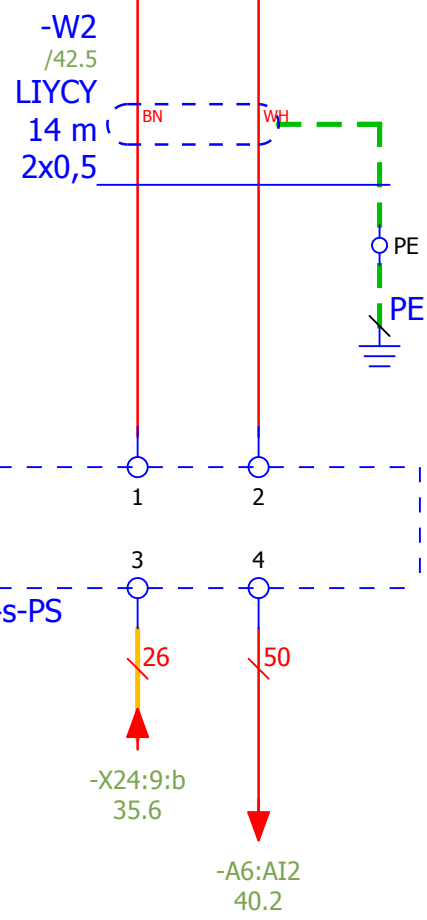 -W2
/42.5
LIYCY
14 m
2x0,5
BN
WH
PE
PE
1
2
3
4
-s-PS
26
50
-X24:9:b
35.6
-A6:AI2
40.2